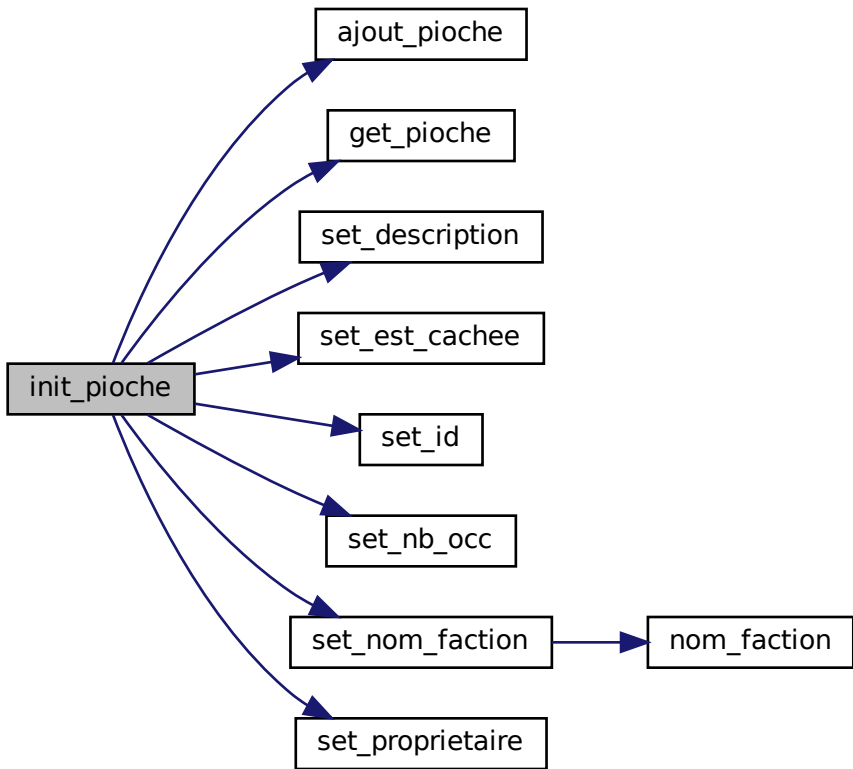 ajout_pioche
get_pioche
set_description
set_est_cachee
init_pioche
set_id
set_nb_occ
set_nom_faction
nom_faction
set_proprietaire